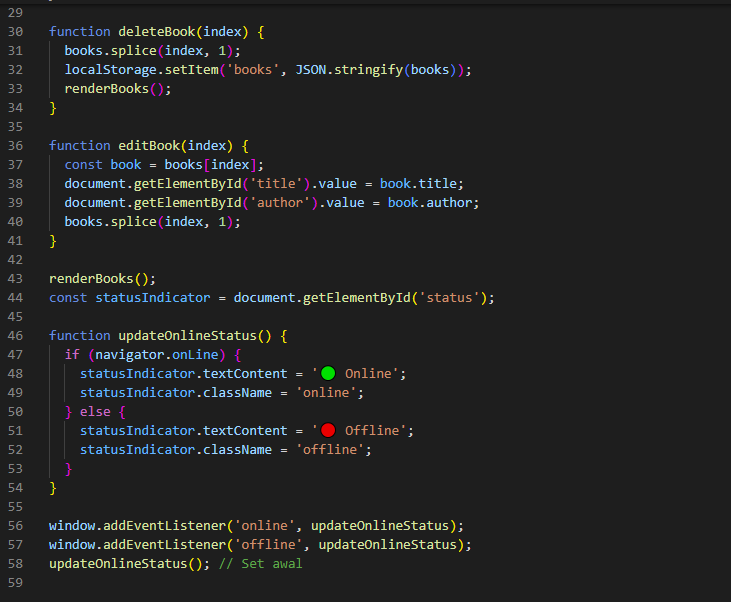 29
30 function deleteBook(index) {
31   books.splice(index, 1);
32   localStorage.setItem('books', JSON.stringify(books));
33   renderBooks();
34 }
35
36 function editBook(index) {
37   const book = books[index];
38   document.getElementById('title').value = book.title;
39   document.getElementById('author').value = book.author;
40   books.splice(index, 1);
41 }
42
43 renderBooks();
44 const statusIndicator = document.getElementById('status');
45
46 function updateOnlineStatus() {
47   if (navigator.onLine) {
48     statusIndicator.textContent = '🟢 Online';
49     statusIndicator.className = 'online';
50   } else {
51     statusIndicator.textContent = '🔴 Offline';
52     statusIndicator.className = 'offline';
53   }
54 }
55
56 window.addEventListener('online', updateOnlineStatus);
57 window.addEventListener('offline', updateOnlineStatus);
58 updateOnlineStatus(); // Set awal
59